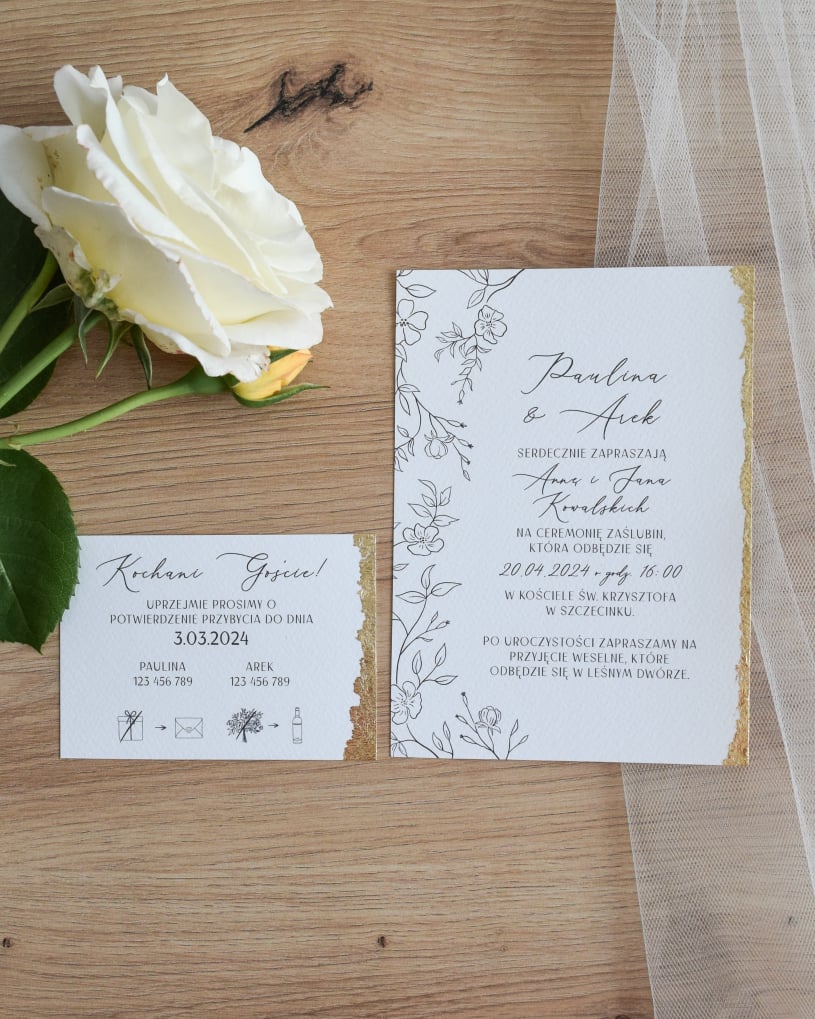 Kochani Goście!
UPRZEJMIE PROSIMY O
POTWIERDZENIE PRZYBYCIA DO DNIA
3.03.2024
PAULINA AREK
123 456 789 123 456 789
Paulina
& Arek
SERDECZNIE ZAPRASZAJĄ
Annę i Jana
Kowalskich
NA CEREMONIĘ ZAŚLUBIN,
KTÓRA ODBĘDZIE SIĘ
20.04.2024 o godz. 16:00
W KOŚCIELE ŚW. KRZYSZTOFA
W SZCZECINKU.
PO UROCZYSTOŚCI ZAPRASZAMY NA
PRZYJĘCIE WESELNE, KTÓRE
ODBĘDZIE SIĘ W LEŚNYM DWÓRZE.